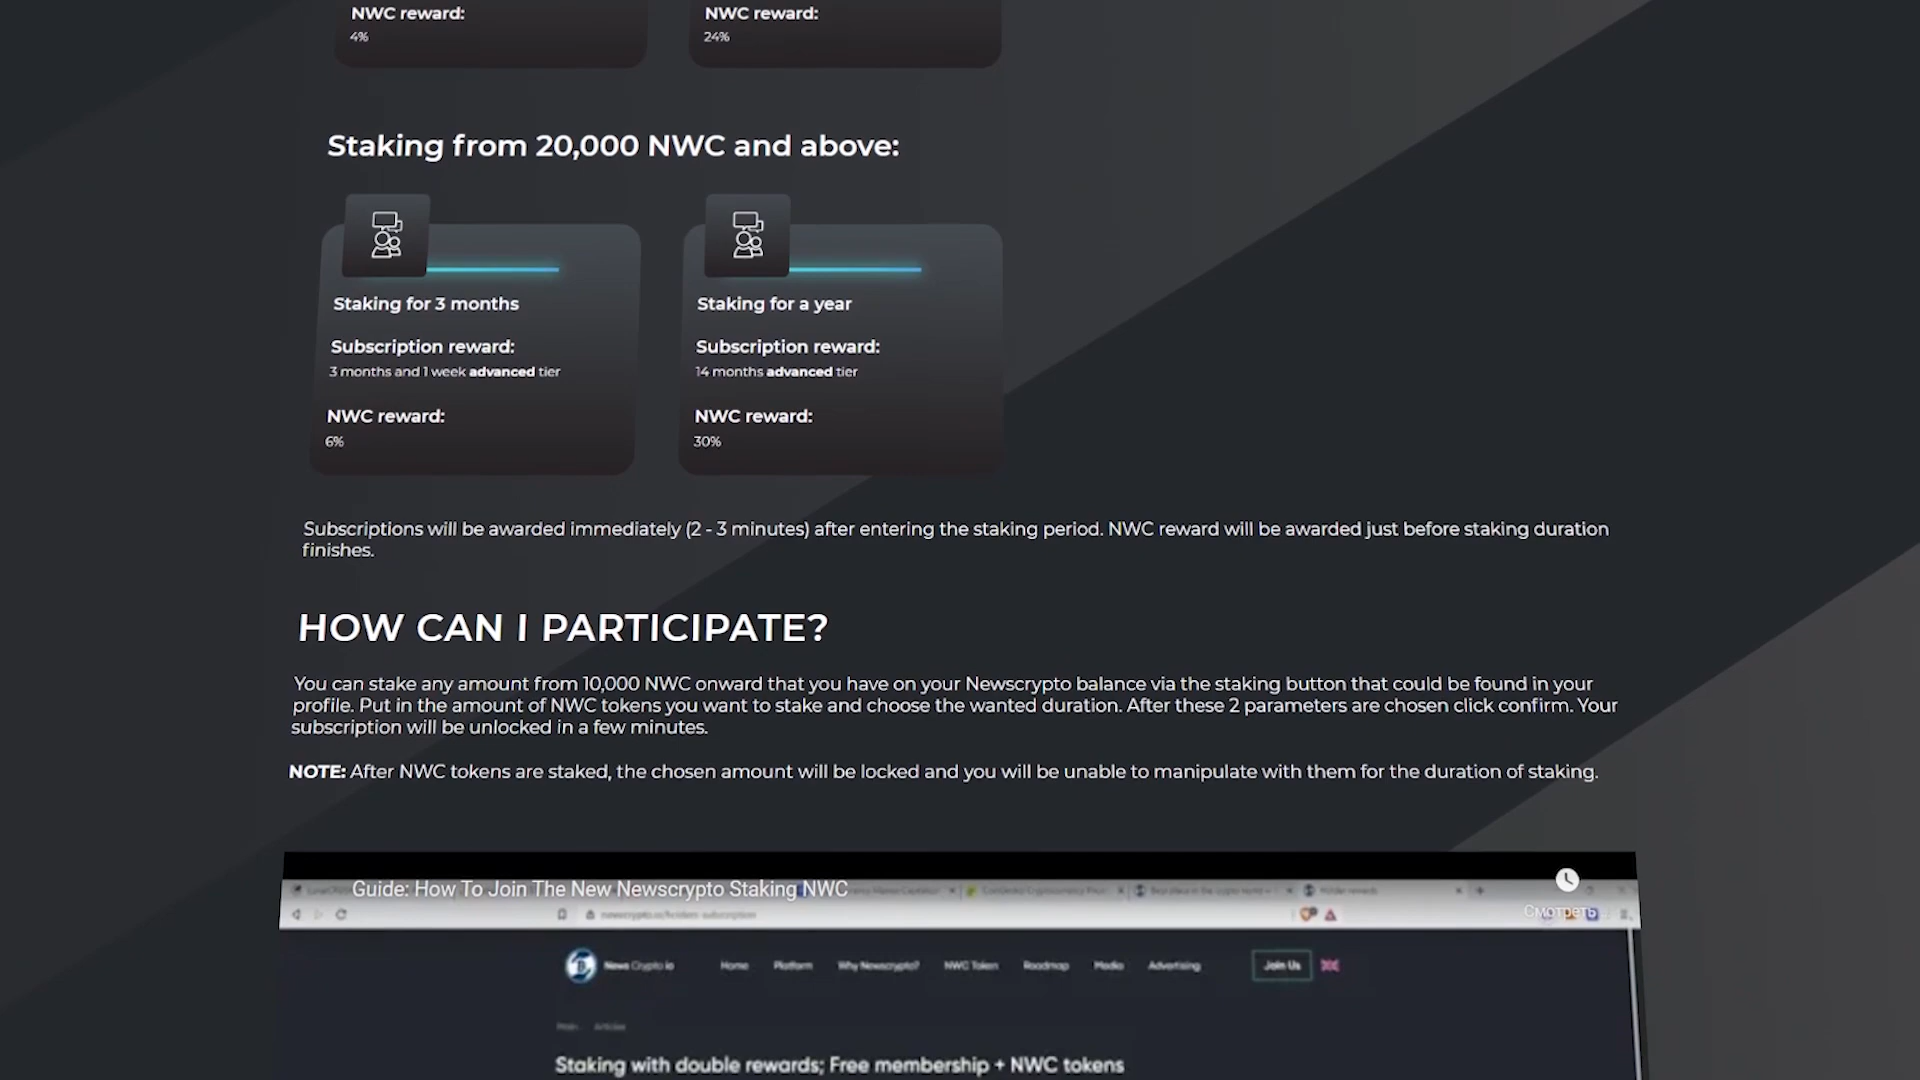 NWC reward:
4%
NWC reward:
24%
Staking from 20,000 NWC and above:
Staking for 3 months
Subscription reward:
3 months and 1 week advanced tier
NWC reward:
6%
Staking for a year
Subscription reward:
14 months advanced tier
NWC reward:
30%
Subscriptions will be awarded immediately (2 - 3 minutes) after entering the staking period. NWC reward will be awarded just before staking duration
finishes.
HOW CAN I PARTICIPATE?
You can stake any amount from 10,000 NWC onward that you have on your Newscrypto balance via the staking button that could be found in your
profile. Put in the amount of NWC tokens you want to stake and choose the wanted duration. After these 2 parameters are chosen click confirm. Your
subscription will be unlocked in a few minutes.
NOTE: After NWC tokens are staked, the chosen amount will be locked and you will be unable to manipulate with them for the duration of staking.
Guide: How To Join The New Newscrypto Staking NWC
Смотреть...
newscrypto.io/holders-subscription
News Crypto io
Home Platform Why Newscrypto? NWC Token Roadmap Media Advertising Join Us
Main Articles
Staking with double rewards; Free membership + NWC tokens